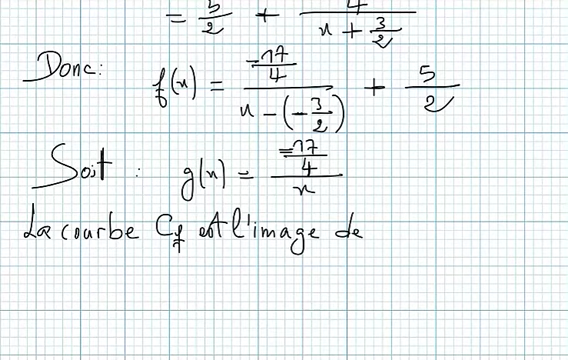 = 5/2 + 4/(x + 3/2)
Donc: f(x) = (-17/4)/(x - (-3/2)) + 5/2
Soit : g(x) = (-17/4)/x
La courbe Cf est l'image de